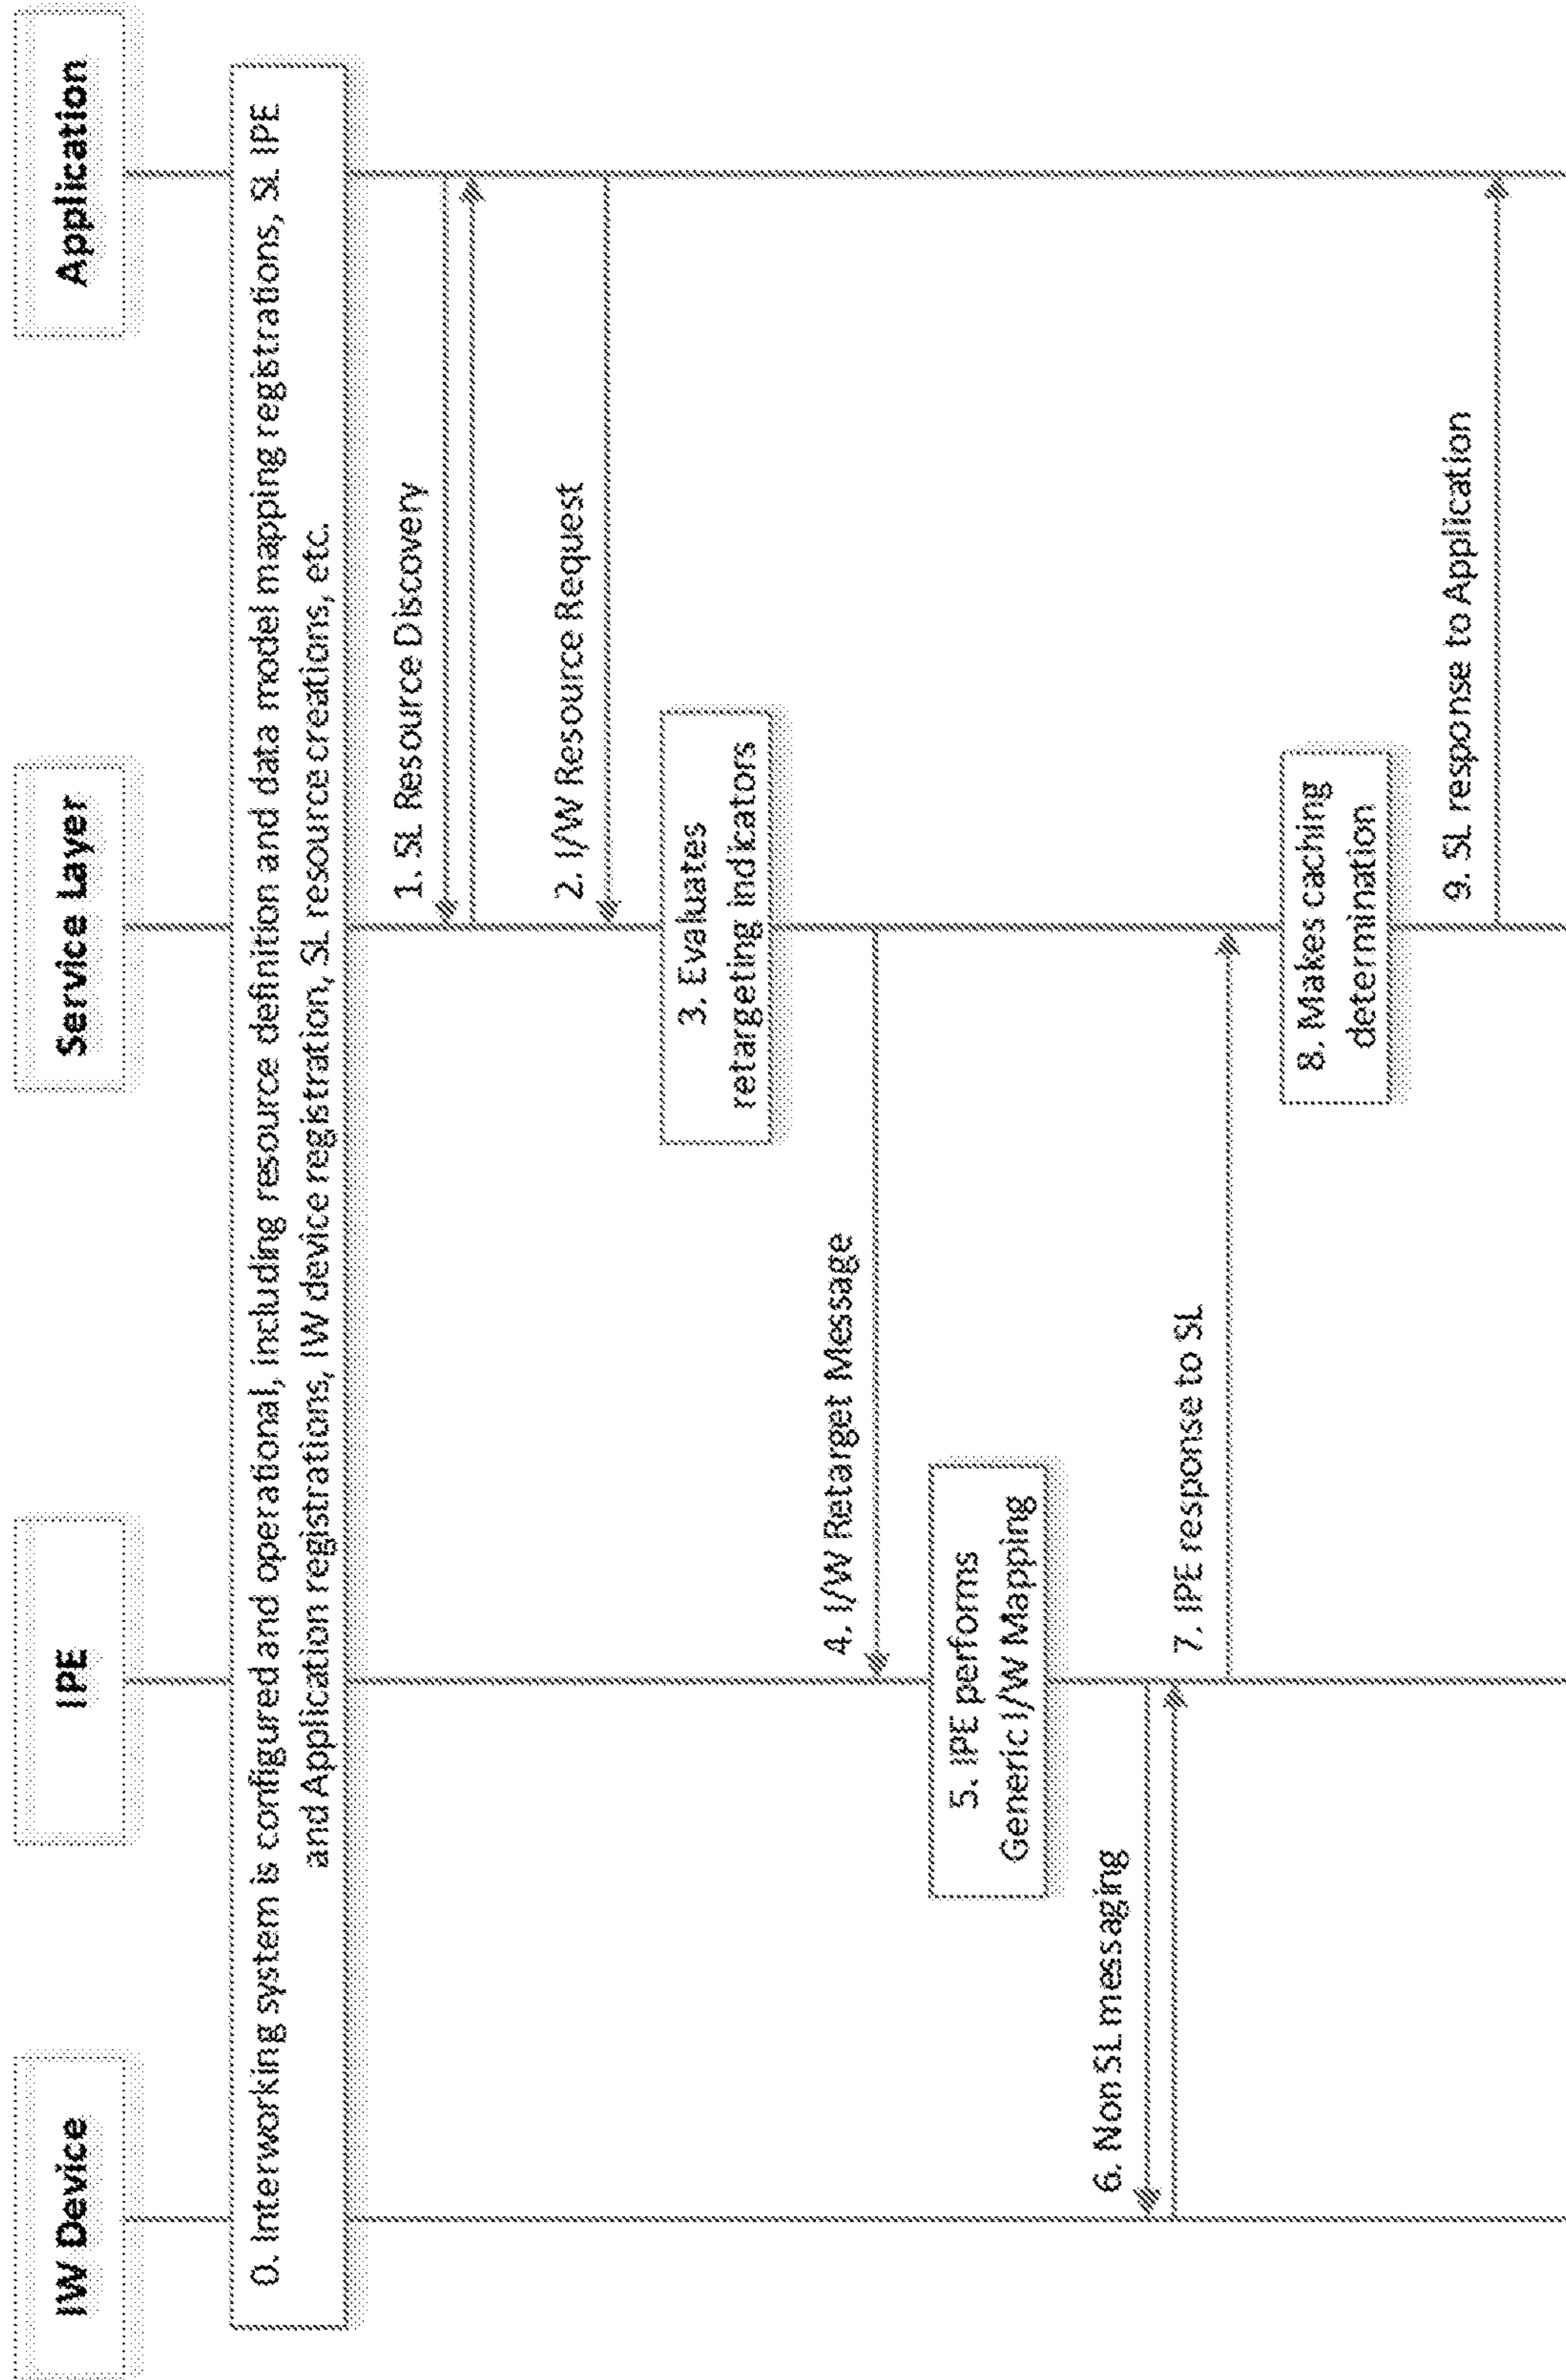 IW Device
IPE
Service Layer
Application
0. Interworking system is configured and operational, including resource definition and data model mapping registrations, SL IPE
and Application registrations, IW device registration, SL resource creations, etc.
1. SL Resource Discovery
2. I/W Resource Request
3. Evaluates
retargeting indicators
4. I/W Retarget Message
5. IPE performs
Generic I/W Mapping
6. Non SL messaging
7. IPE response to SL
8. Makes caching
determination
9. SL response to Application